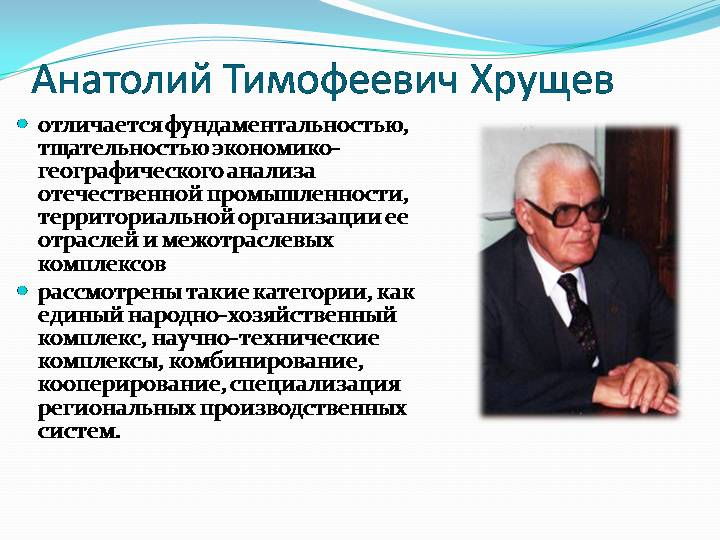 Анатолий Тимофеевич Хрущев
отличается фундаментальностью,
тщательностью экономико-
географического анализа
отечественной промышленности,
территориальной организации ее
отраслей и межотраслевых
комплексов
рассмотрены такие категории, как
единый народно-хозяйственный
комплекс, научно-технические
комплексы, комбинирование,
кооперирование, специализация
региональных производственных
систем.